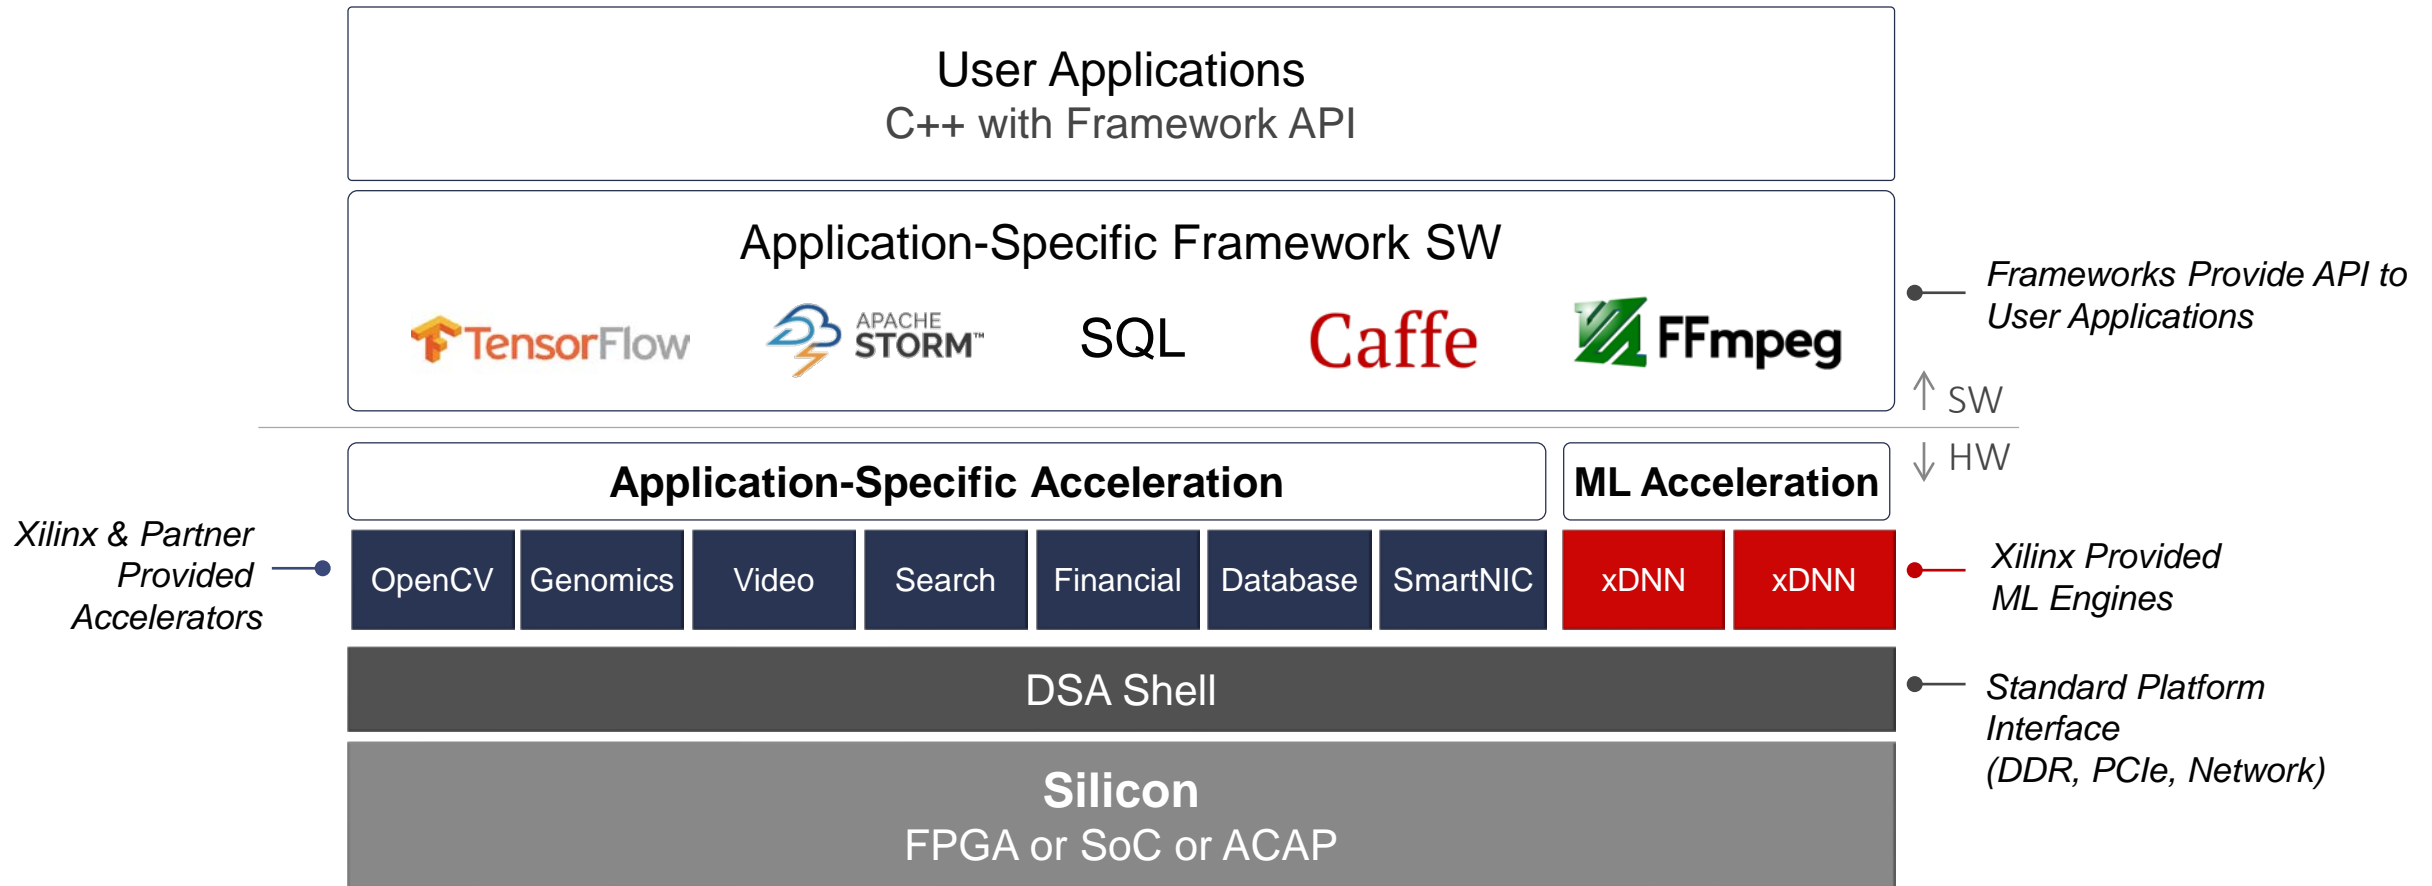 User Applications
C++ with Framework API
Application-Specific Framework SW
TensorFlow
APACHE
STORM™
SQL
Caffe
FFmpeg
Frameworks Provide API to
User Applications
SW
HW
Application-Specific Acceleration
ML Acceleration
Xilinx & Partner
Provided
Accelerators
OpenCV
Genomics
Video
Search
Financial
Database
SmartNIC
xDNN
xDNN
Xilinx Provided
ML Engines
DSA Shell
Standard Platform
Interface
(DDR, PCIe, Network)
Silicon
FPGA or SoC or ACAP